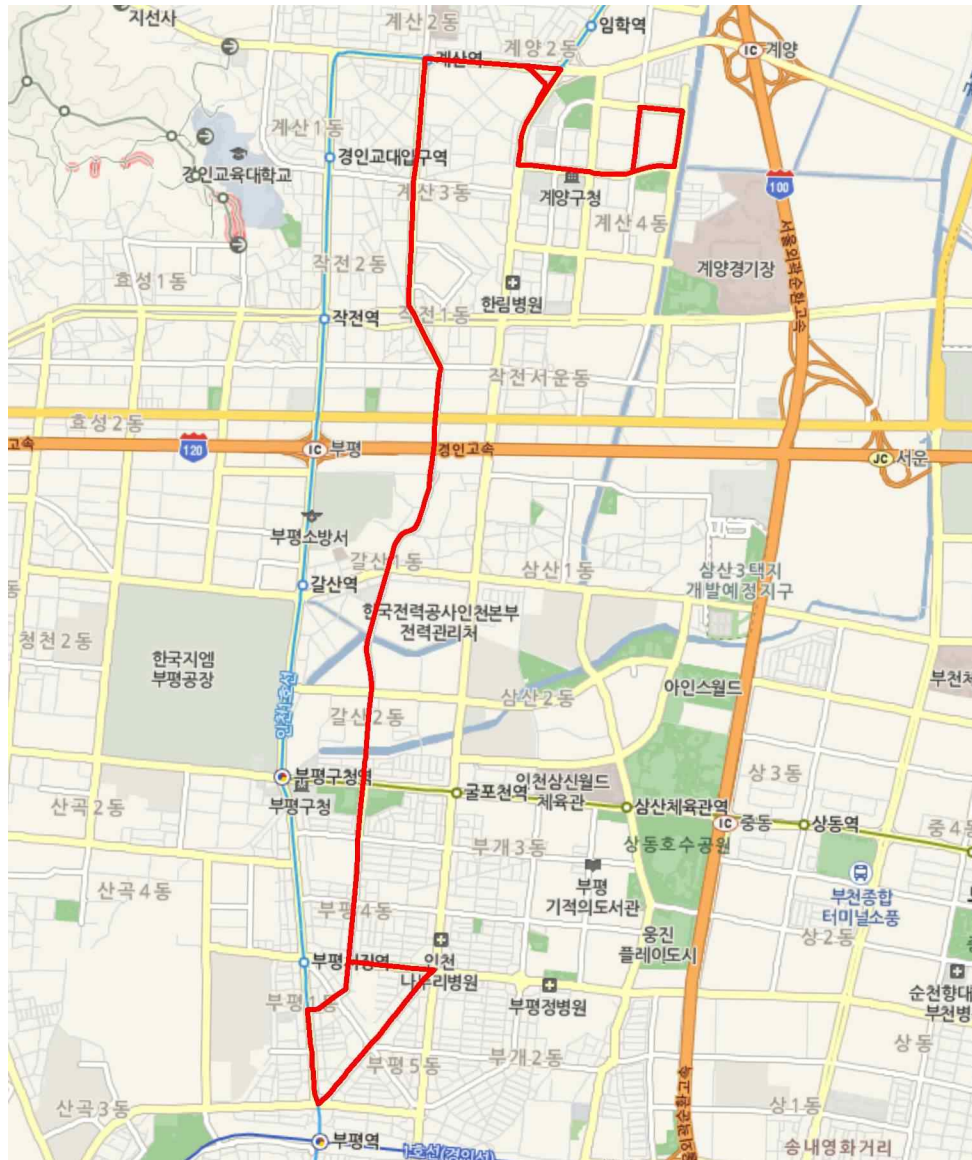 지선사
계산 2동
임학역
계양 2동
계산역
IC 계양
계산 1동
경인교대입구역
경인교육대학교
계산 3동
계양구청
100
계산 4동
서울외곽순환고속
작전 2동
계양경기장
효성 1동
한림병원
작전역
작전 1동
작전서운동
효성 2동
고속
120
IC 부평
경인고속
JC 서운
부평소방서
갈산 1동
삼산 1동
삼산 3택지
개발예정지구
갈산역
한국전력공사인천본부
전력관리처
청천 2동
한국지엠
부평공장
아인스월드
삼산 2동
인천1호선
갈산 2동
부평구청역
부평구청
굴포천역
인천삼신월드
체육관
삼산체육관역
상 3동
산곡 2동
IC 중동
상동역
중 4
상동호수공원
부개 3동
부평
기적의도서관
산곡 4동
부천종합
터미널소풍
부평 4동
웅진
플레이도시
상 2동
부평시장역
인천
나누리병원
부평 1동
부평정병원
순천향대
부천병
부평 5동
부개 2동
상동
산곡 3동
상 1동
부평역
1호선(경인선)
울외곽순환고속
송내영화거리